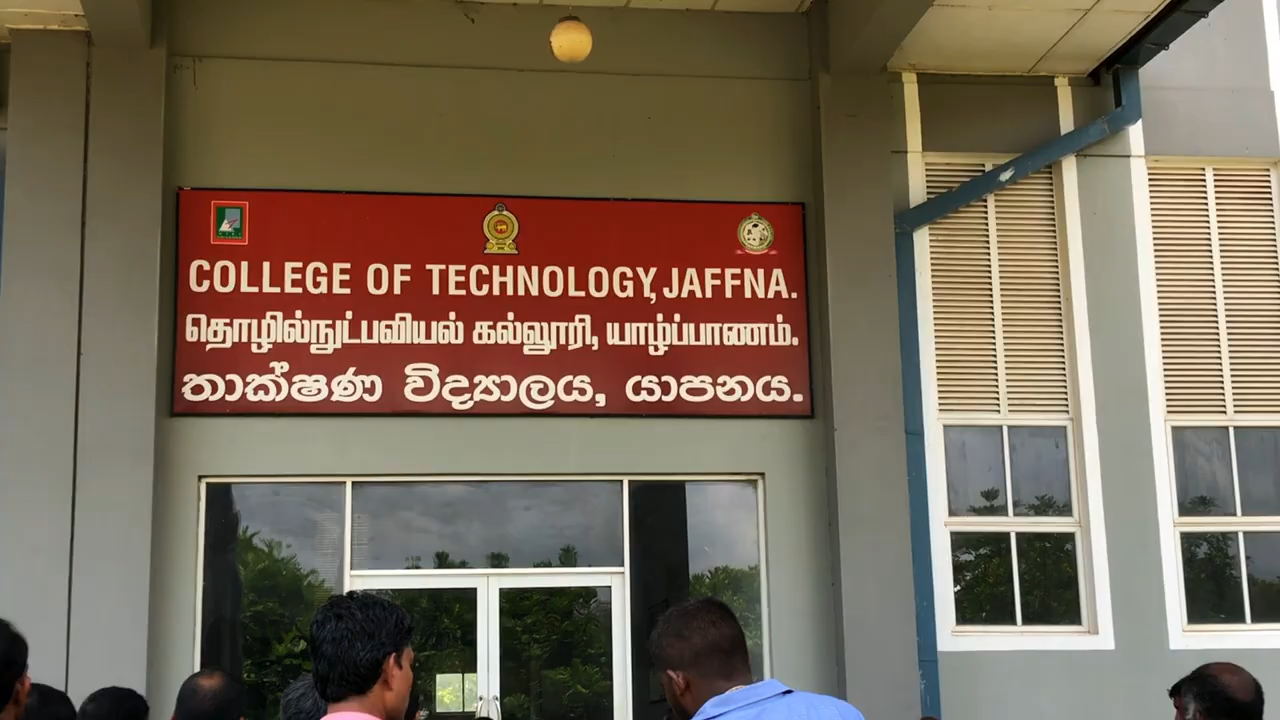 COLLEGE OF TECHNOLOGY, JAFFNA.
தொழில்நுட்பவியல் கல்லூரி, யாழ்ப்பாணம்.
තාක්ෂණ විද්‍යාලය, යාපනය.